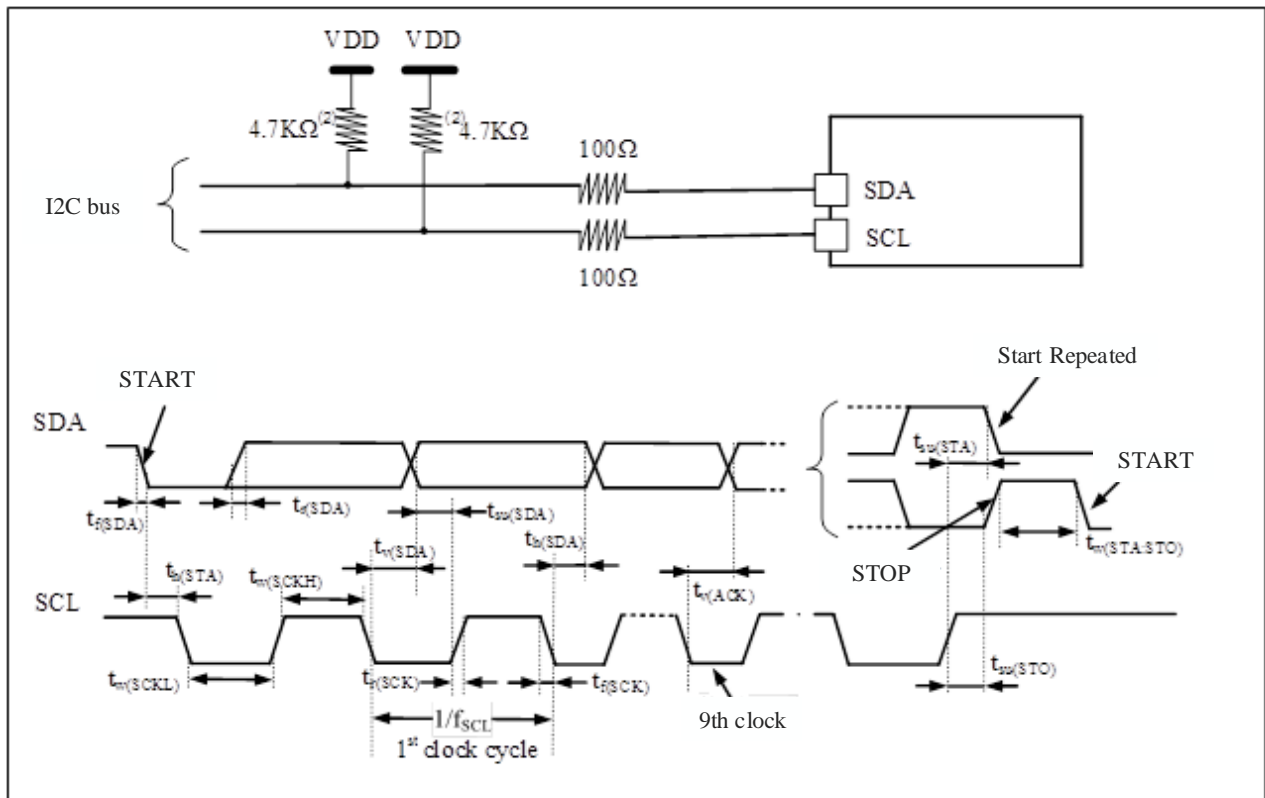 VDD VDD
4.7KΩ(2) (2)4.7KΩ
100Ω
I2C bus
SDA
SCL
100Ω
Start Repeated
START
SDA
tsu(STA)
START
tf(SDA)
tr(SDA)
tsu(SDA)
tv(SDA)
th(SDA)
tw(STA:STO)
th(STA)
tw(SCKH)
STOP
tv(ACK)
SCL
tw(SCKL)
tr(SCK)
tf(SCK)
tsu(STO)
1/fSCL
9th clock
1st clock cycle